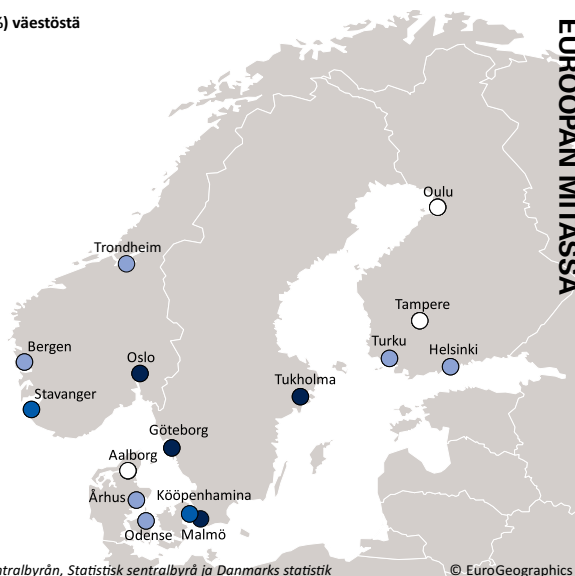 %) väestöstä
EUROOPAN MITASSA
Oulu
Trondheim
Tampere
Turku
Helsinki
Bergen
Oslo
Stavanger
Tukholma
Göteborg
Aalborg
Århus
Kööpenhamina
Odense
Malmö
ntralbyrån, Statistisk sentralbyrå ja Danmarks statistik
© EuroGeographics